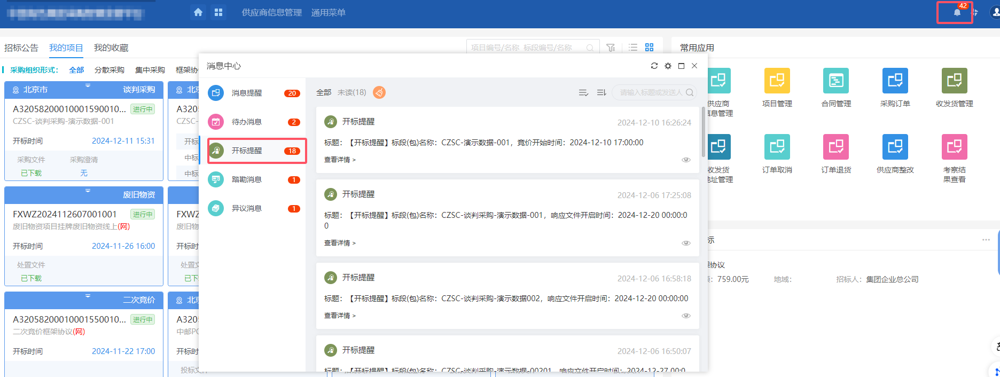 供应商信息管理 通用菜单
42
招标公告 我的项目 我的收藏
项目编号/名称 标段编号/名称
常用应用
采购组织形式： 全部 分散采购 集中采购 框架协
北京市 谈判采购
A32058200010001590010... 进行中
CZSC-谈判采购-演示数据-001
开标时间 2024-12-11 15:31
采购文件 采购澄清
已下载 无
废旧物资
FXWZ2024112607001001 进行中
废旧物资项目挂牌废旧物资线上(网)
开标时间 2024-11-26 16:00
处置文件
已下载
二次竞价
A32058200010001550010... 进行中
二次竞价框架协议(网)
开标时间 2024-11-22 17:00
A320
CZSC-
开标
中标
中标
FXWZ
废旧物
开标时
处置文
已下
A320
中邮PC
开标时
投标文
消息中心
消息提醒 20
待办消息 2
开标提醒 18
踏勘消息 1
异议消息 1
全部 未读(18)
请输入标题或发送人
开标提醒 2024-12-10 16:26:24
标题：【开标提醒】标段(包)名称：CZSC-演示数据-001，竞价开始时间：2024-12-10 17:00:00
查看详情 >
开标提醒 2024-12-06 17:25:08
标题：【开标提醒】标段(包)名称：CZSC-谈判采购-演示数据-001，响应文件开启时间：2024-12-20 00:00:0
0
查看详情 >
开标提醒 2024-12-06 16:58:18
标题：【开标提醒】标段(包)名称：CZSC-谈判采购-演示数据002，响应文件开启时间：2024-12-20 00:00:00
查看详情 >
开标提醒 2024-12-06 16:50:07
标题：【开标提醒】标段(包)名称：CZSC-谈判采购-演示数据-00201，响应文件开启时间：2024-12-27 00:0
供应商
信息管理
项目管理
合同管理
采购订单
收发货管理
收发货
地址管理
订单取消
订单退货
供应商整改
考察结
果查看
标
架协议
759.00元 地域： 招标人：集团企业总公司